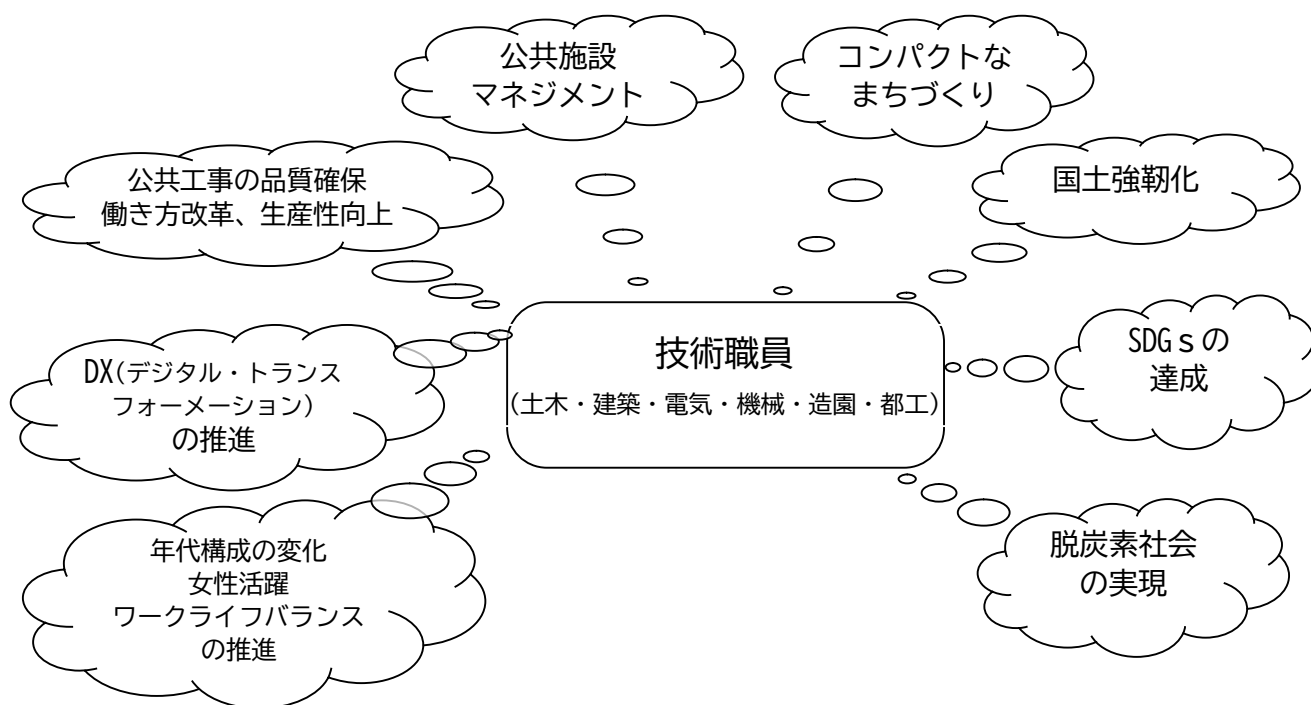 公共施設
マネジメント
コンパクトな
まちづくり
公共工事の品質確保
働き方改革、生産性向上
国土強靭化
技術職員
(土木・建築・電気・機械・造園・都工)
SDGｓの
達成
DX(デジタル・トランス
フォーメーション)
の推進
年代構成の変化
女性活躍
ワークライフバランス
の推進
脱炭素社会
の実現